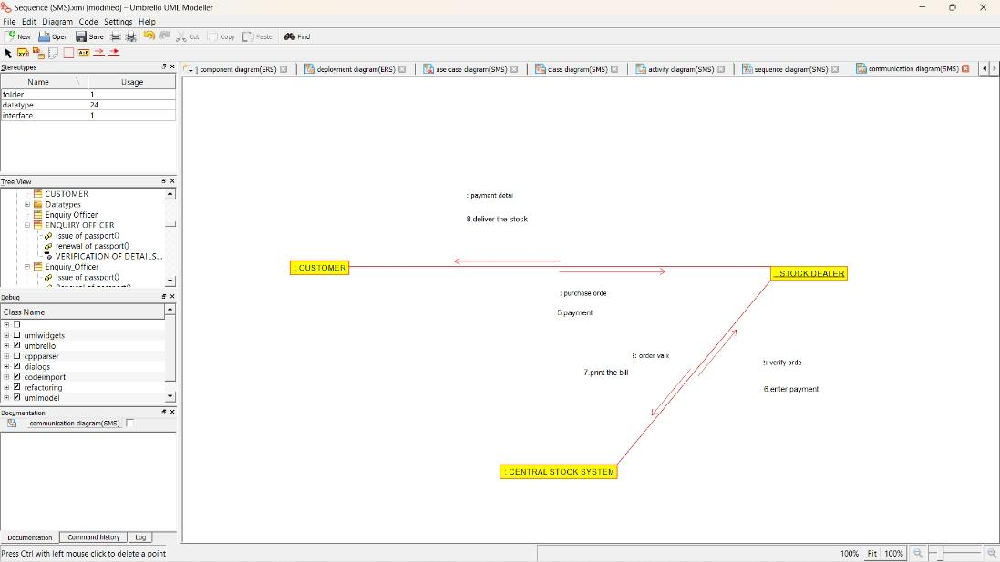 Sequence (SMS).xmi [modified] – Umbrello UML Modeller
File Edit Diagram Code Settings Help
New Open Save Cut Copy Paste Find
Stereotypes
Name Usage
folder 1
datatype 24
interface 1
Tree View
CUSTOMER
Datatypes
Enquiry Officer
ENQUIRY OFFICER
Issue of passport()
renewal of passport()
VERIFICATION OF DETAILS...
Enquiry_Officer
Issue of passport()
Debug
Class Name
umlwidgets
umbrello
cppparser
dialogs
codeimport
refactoring
umlmodel
Documentation
communication diagram(SMS)
Documentation Command history Log
Press Ctrl with left mouse click to delete a point
component diagram(ERS) deployment diagram(ERS) use case diagram(SMS) class diagram(SMS) activity diagram(SMS) sequence diagram(SMS) communication diagram(SMS)
: payment detai
8.deliver the stock
: CUSTOMER
: STOCK DEALER
: purchase orde
5.payment
: order valic
7.print the bill
: verify orde
6.enter payment
: CENTRAL STOCK SYSTEM
100% Fit 100%